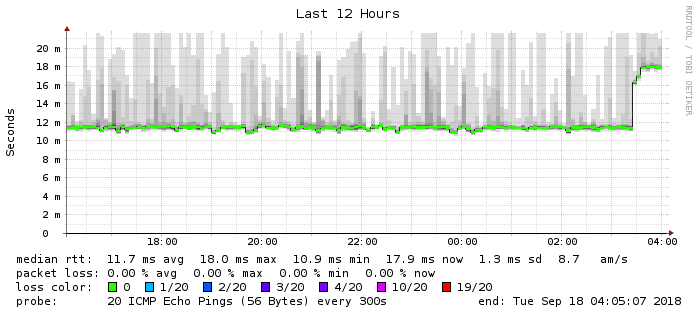 Last 12 Hours
RRDTOOL / TOBI OETIKER
Seconds
20 m
18 m
16 m
14 m
12 m
10 m
8 m
6 m
4 m
2 m
0
18:00 20:00 22:00 00:00 02:00 04:00
median rtt: 11.7 ms avg 18.0 ms max 10.9 ms min 17.9 ms now 1.3 ms sd 8.7 am/s
packet loss: 0.00 % avg 0.00 % max 0.00 % min 0.00 % now
loss color: 0 1/20 2/20 3/20 4/20 10/20 19/20
probe: 20 ICMP Echo Pings (56 Bytes) every 300s end: Tue Sep 18 04:05:07 2018